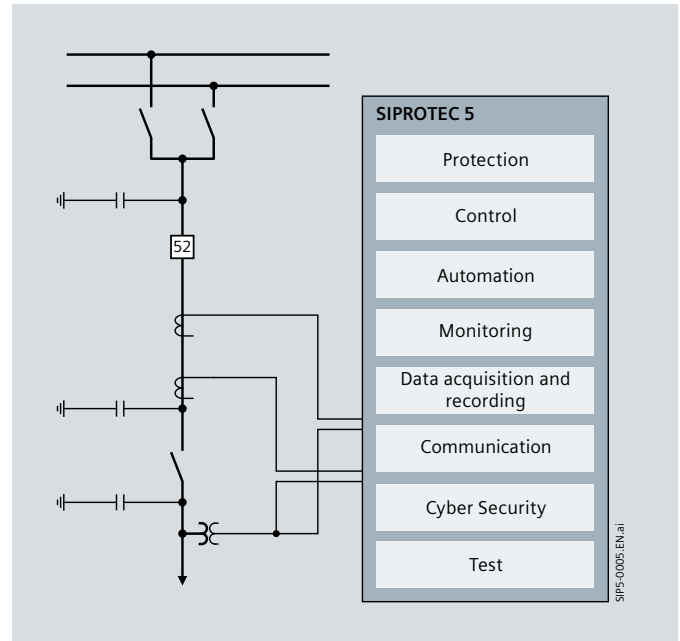 SIPROTEC 5
Protection
Control
52
Automation
Monitoring
Data acquisition and
recording
Communication
Cyber Security
Test
SIP5-0005.EN.ai